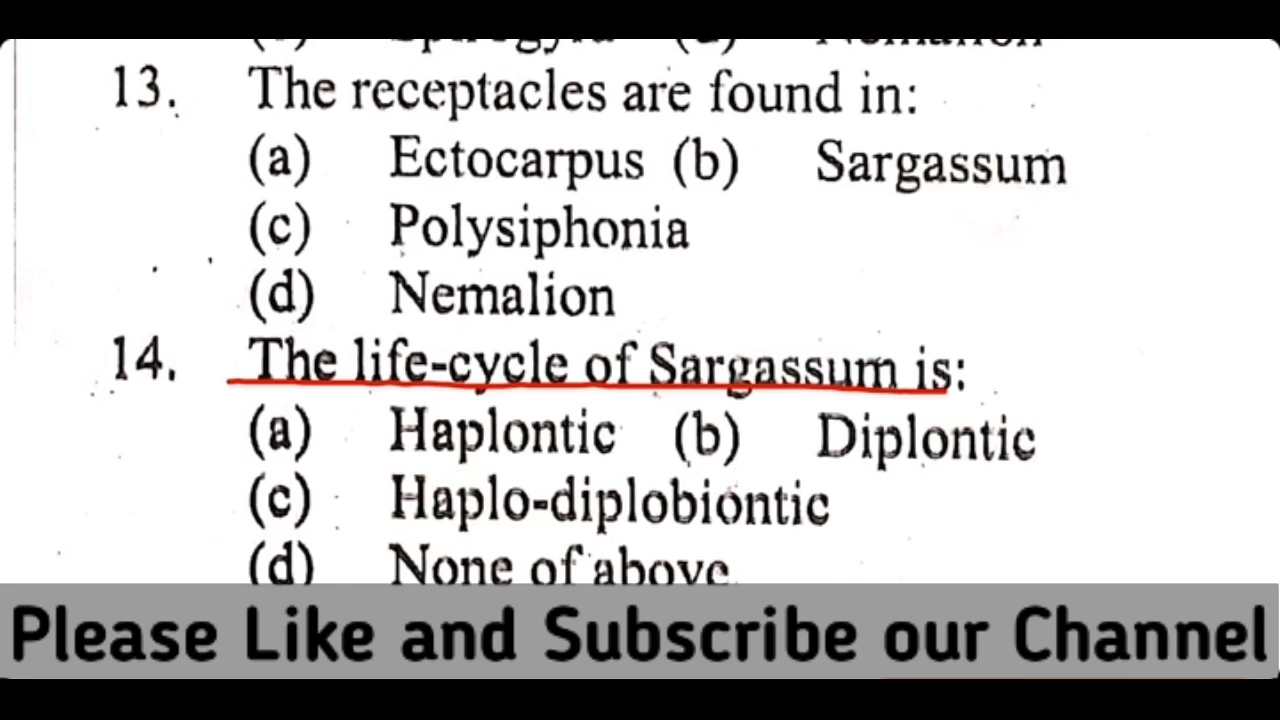 13. The receptacles are found in:
(a) Ectocarpus (b) Sargassum
(c) Polysiphonia
(d) Nemalion
14. The life-cycle of Sargassum is:
(a) Haplontic (b) Diplontic
(c) Haplo-diplobiontic
(d) None of above
Please Like and Subscribe our Channel